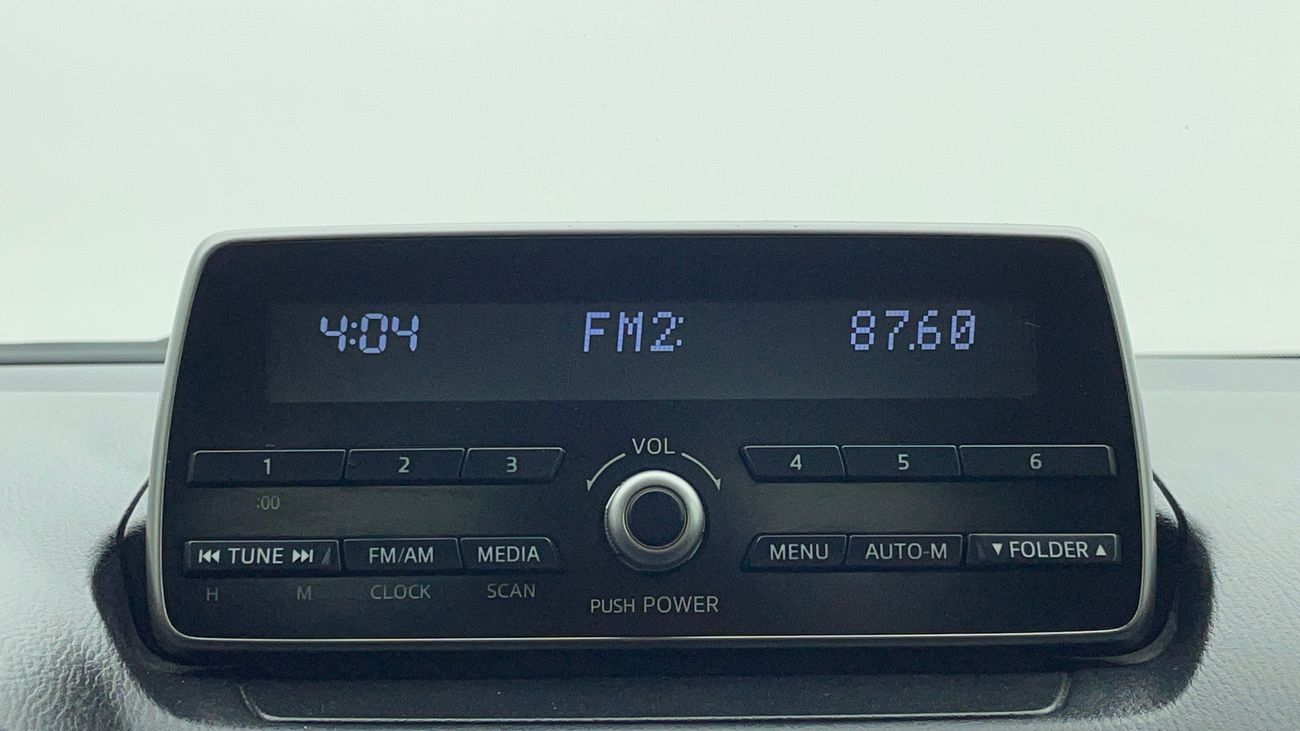 4:04 FM2: 87.60
VOL
1 2 3 4 5 6
:00
⏮ TUNE ⏭ FM/AM MEDIA MENU AUTO-M ▼ FOLDER ▲
H M CLOCK SCAN
PUSH POWER